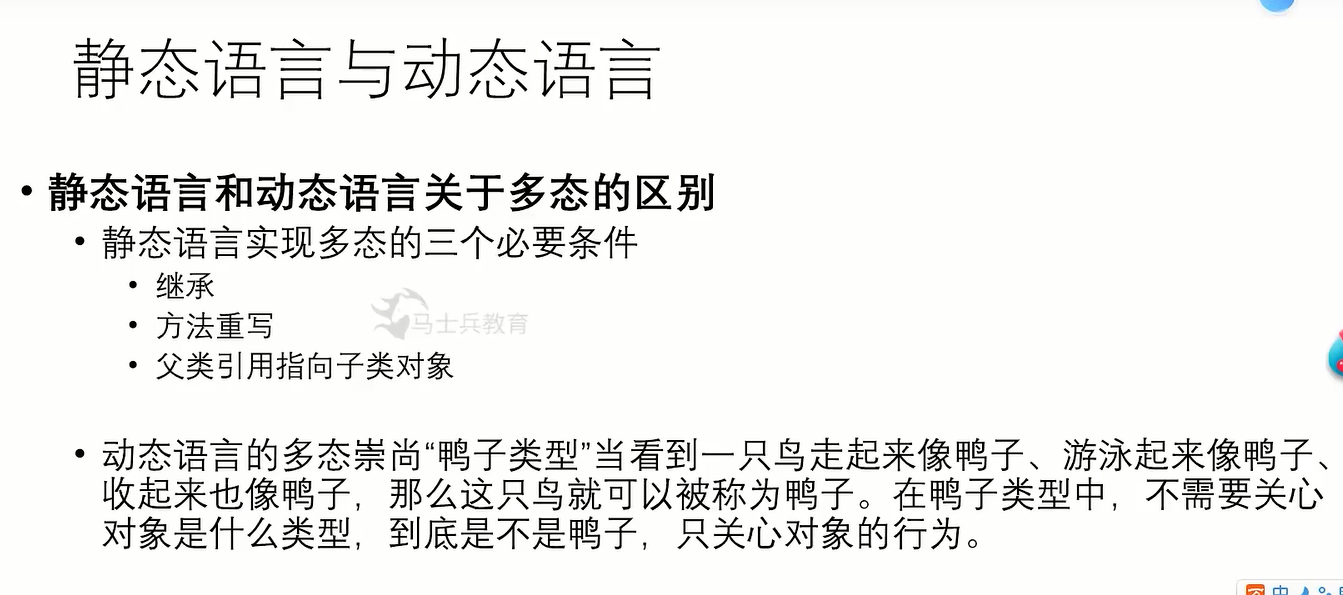 静态语言与动态语言
• 静态语言和动态语言关于多态的区别
• 静态语言实现多态的三个必要条件
• 继承
• 方法重写
马士兵教育
• 父类引用指向子类对象
• 动态语言的多态崇尚“鸭子类型”当看到一只鸟走起来像鸭子、游泳起来像鸭子、
收起来也像鸭子，那么这只鸟就可以被称为鸭子。在鸭子类型中，不需要关心
对象是什么类型，到底是不是鸭子，只关心对象的行为。
中